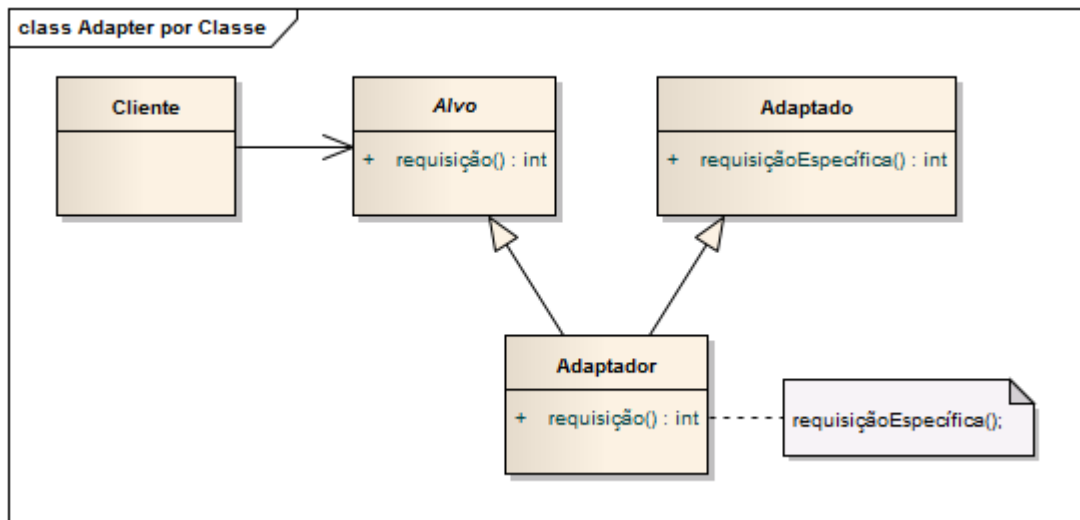 class Adapter por Classe
Cliente
Alvo
+ requisição() : int
Adaptado
+ requisiçãoEspecífica() : int
Adaptador
+ requisição() : int
requisiçãoEspecífica();